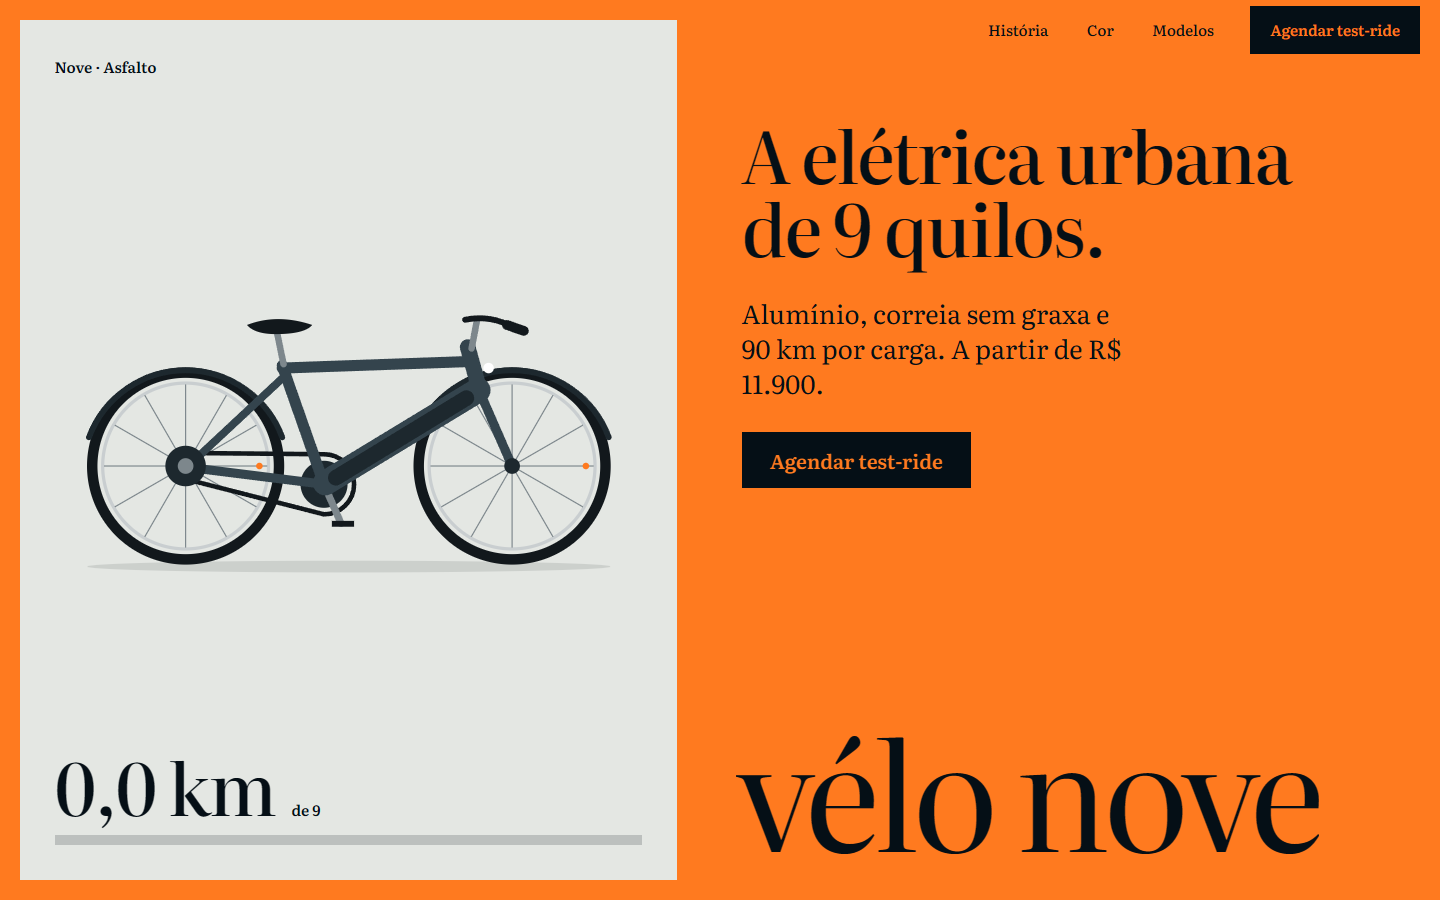 História
Cor
Modelos
Agendar test-ride
Nove · Asfalto
A elétrica urbana
de 9 quilos.
Alumínio, correia sem graxa e
90 km por carga. A partir de R$
11.900.
Agendar test-ride
0,0 km de 9
vélo nove